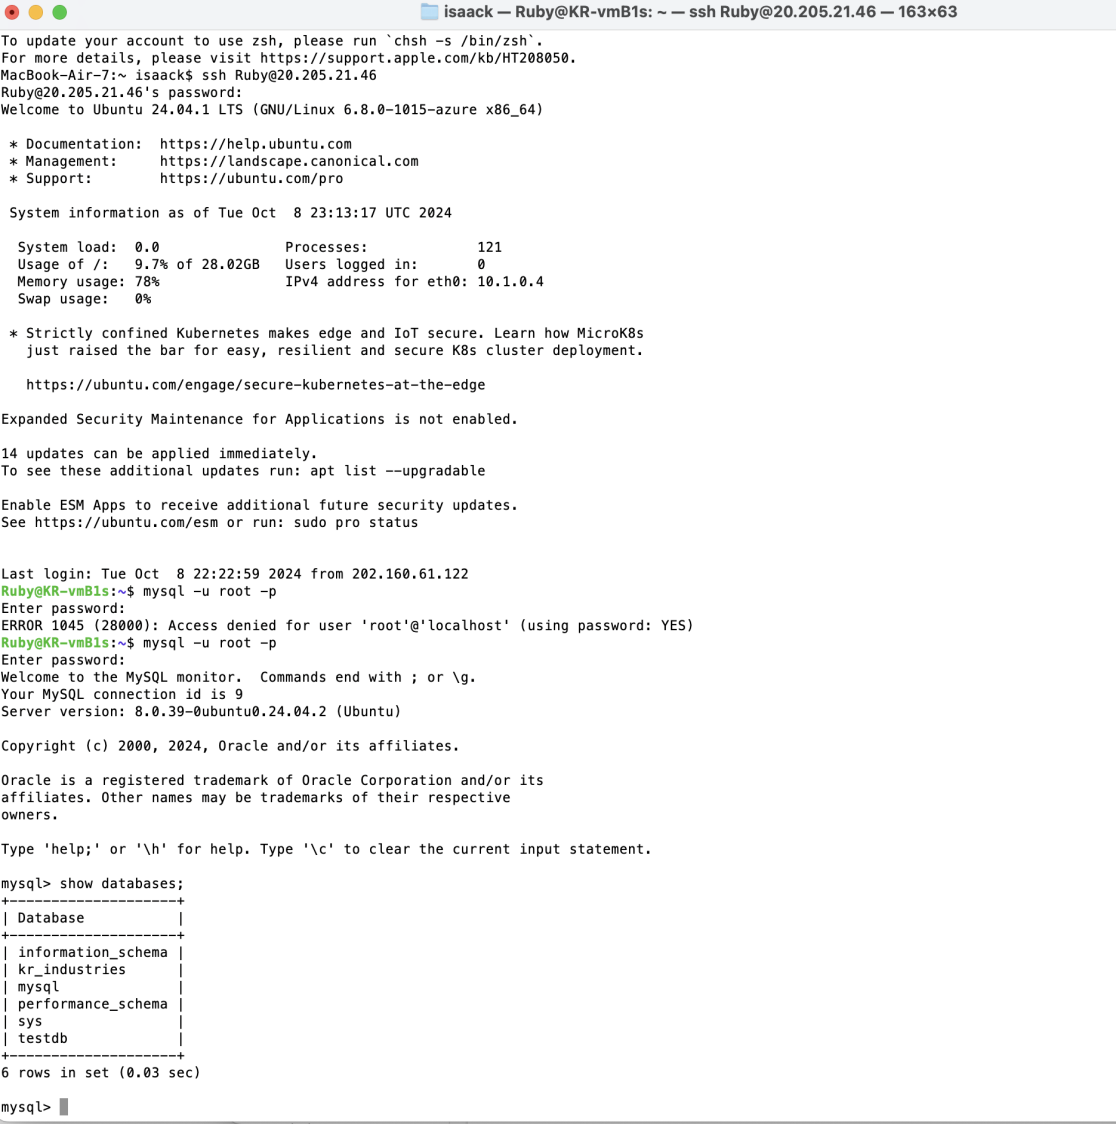 isaack — Ruby@KR-vmB1s: ~ — ssh Ruby@20.205.21.46 — 163×63
To update your account to use zsh, please run `chsh -s /bin/zsh`.
For more details, please visit https://support.apple.com/kb/HT208050.
MacBook-Air-7:~ isaack$ ssh Ruby@20.205.21.46
Ruby@20.205.21.46's password:
Welcome to Ubuntu 24.04.1 LTS (GNU/Linux 6.8.0-1015-azure x86_64)

 * Documentation:  https://help.ubuntu.com
 * Management:     https://landscape.canonical.com
 * Support:        https://ubuntu.com/pro

 System information as of Tue Oct  8 23:13:17 UTC 2024

  System load:  0.0               Processes:             121
  Usage of /:   9.7% of 28.02GB   Users logged in:       0
  Memory usage: 78%               IPv4 address for eth0: 10.1.0.4
  Swap usage:   0%

 * Strictly confined Kubernetes makes edge and IoT secure. Learn how MicroK8s
   just raised the bar for easy, resilient and secure K8s cluster deployment.

   https://ubuntu.com/engage/secure-kubernetes-at-the-edge

Expanded Security Maintenance for Applications is not enabled.

14 updates can be applied immediately.
To see these additional updates run: apt list --upgradable

Enable ESM Apps to receive additional future security updates.
See https://ubuntu.com/esm or run: sudo pro status


Last login: Tue Oct  8 22:22:59 2024 from 202.160.61.122
Ruby@KR-vmB1s:~$ mysql -u root -p
Enter password:
ERROR 1045 (28000): Access denied for user 'root'@'localhost' (using password: YES)
Ruby@KR-vmB1s:~$ mysql -u root -p
Enter password:
Welcome to the MySQL monitor.  Commands end with ; or \g.
Your MySQL connection id is 9
Server version: 8.0.39-0ubuntu0.24.04.2 (Ubuntu)

Copyright (c) 2000, 2024, Oracle and/or its affiliates.

Oracle is a registered trademark of Oracle Corporation and/or its
affiliates. Other names may be trademarks of their respective
owners.

Type 'help;' or '\h' for help. Type '\c' to clear the current input statement.

mysql> show databases;
+--------------------+
| Database           |
+--------------------+
| information_schema |
| kr_industries      |
| mysql              |
| performance_schema |
| sys                |
| testdb             |
+--------------------+
6 rows in set (0.03 sec)

mysql>